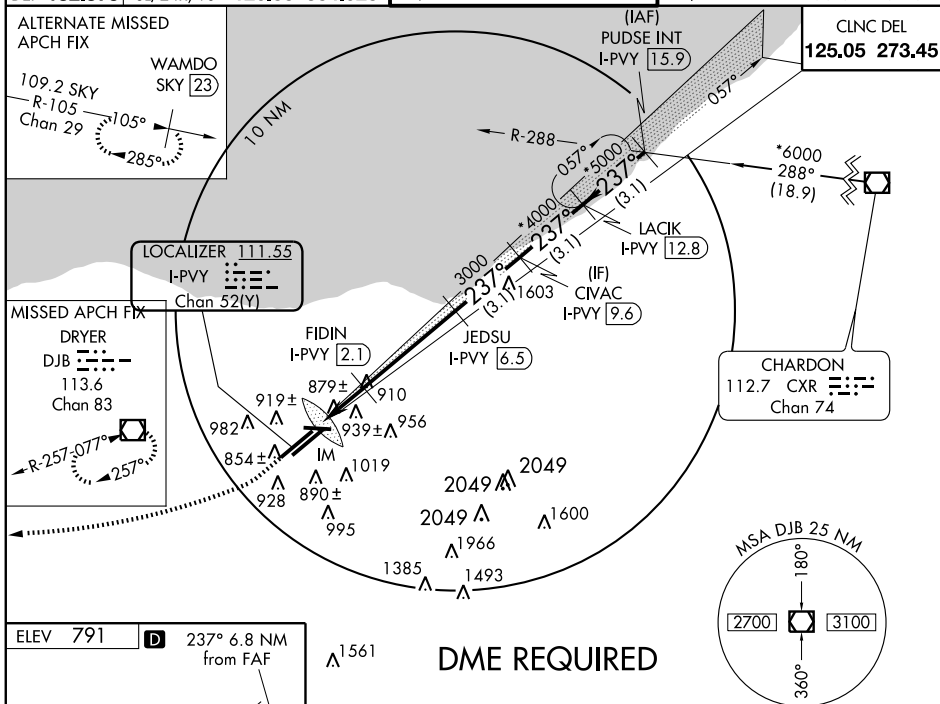 ALTERNATE MISSED
APCH FIX
WAMDO
SKY 23
109.2 SKY
R-105
Chan 29
105°
285°
10 NM
(IAF)
PUDSE INT
I-PVY 15.9
CLNC DEL
125.05 273.45
057°
R-288
057°
*5000
237°
(3.1)
*6000
288°
(18.9)
LACIK
I-PVY 12.8
*4000
237°
(3.1)
(IF)
CIVAC
I-PVY 9.6
1603
3000
237°
(3.1)
JEDSU
I-PVY 6.5
LOCALIZER 111.55
I-PVY
Chan 52(Y)
FIDIN
I-PVY 2.1
MISSED APCH FIX
DRYER
DJB
113.6
Chan 83
R-257
077°
257°
CHARDON
112.7 CXR
Chan 74
879±
910
919±
982
939±
956
854±
IM
1019
928
890±
995
2049
2049
2049
1600
1966
1385
1493
MSA DJB 25 NM
180°
2700
3100
360°
ELEV 791
D
237° 6.8 NM
from FAF
1561
DME REQUIRED